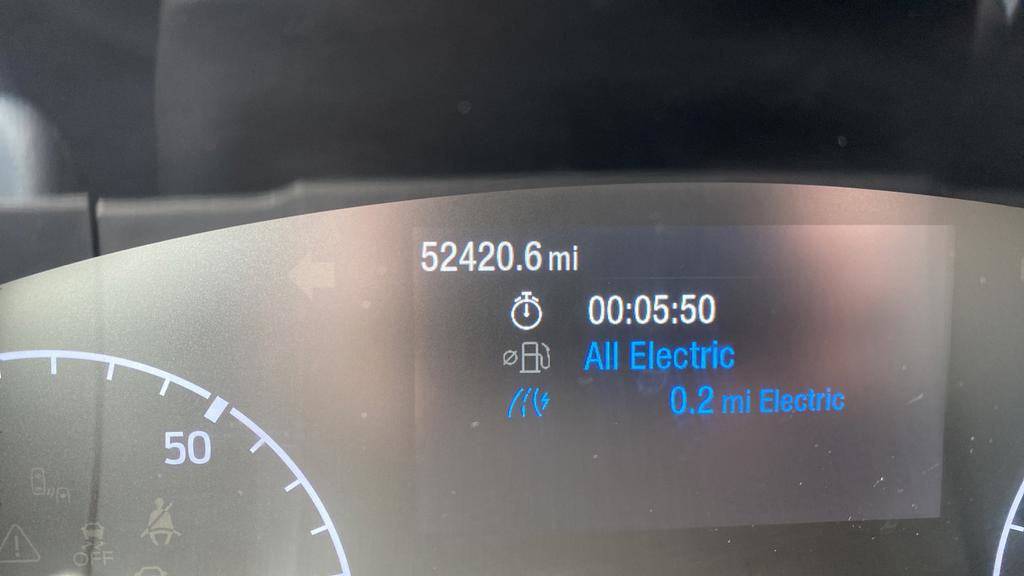 52420.6 mi
00:05:50
All Electric
0.2 mi Electric
50
OFF